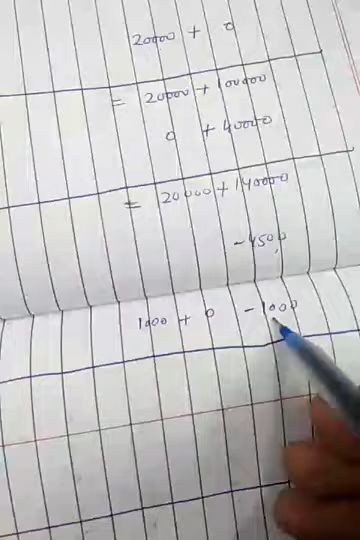 20000 + 0
= 20000 + 100000
0 + 40000
= 20000 + 140000
- 4500
1000 + 0 - 1000